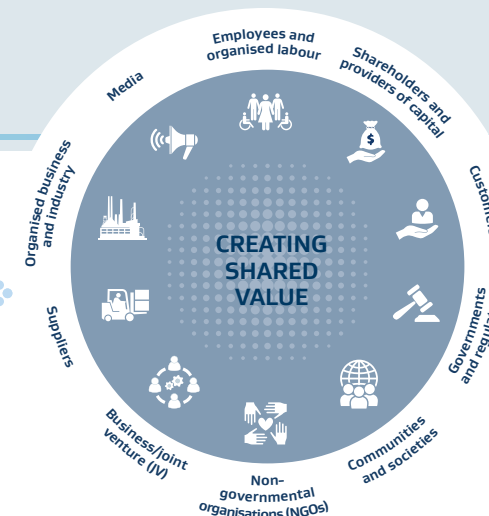 Employees and
organised labour
Shareholders and
providers of capital
Governments
Communities
and societies
Non-
governmental
organisations (NGOs)
Business/joint
venture (JV)
Suppliers
Organised business
and industry
Media
$
CREATING
SHARED
VALUE